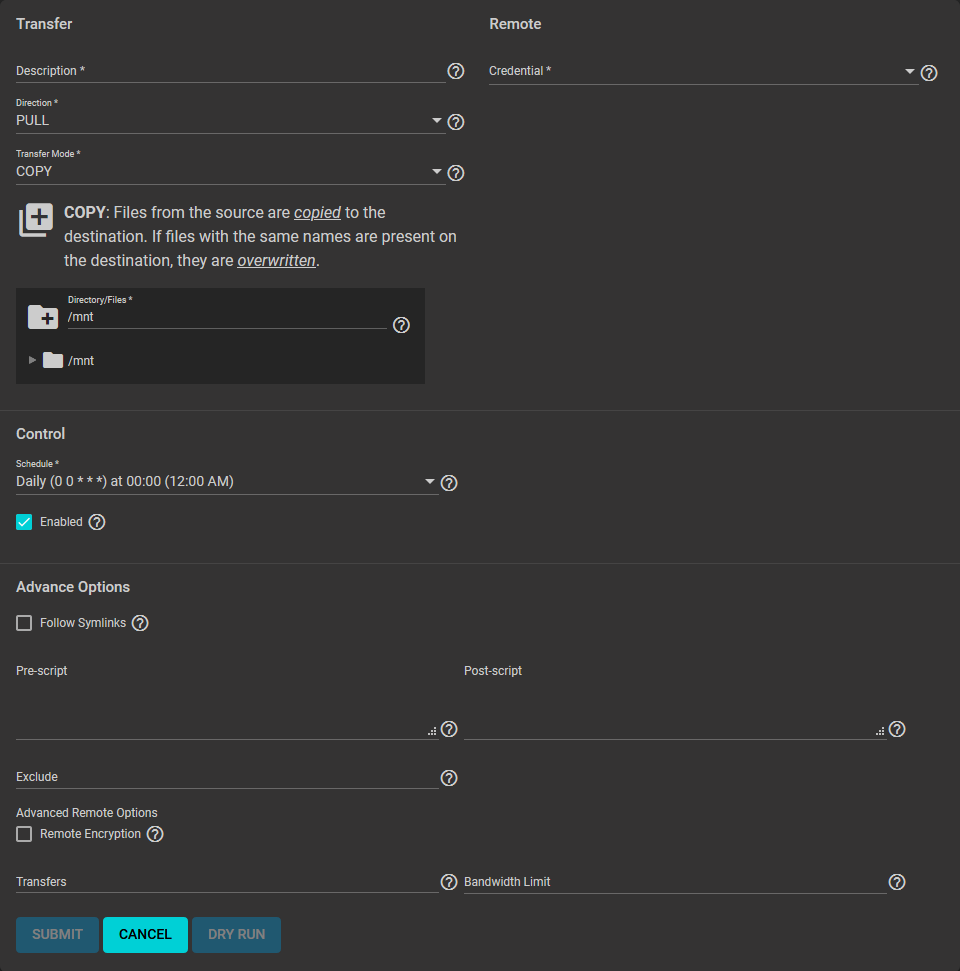 Transfer
Remote
Description *
Credential *
Direction *
PULL
Transfer Mode *
COPY
COPY: Files from the source are copied to the
destination. If files with the same names are present on
the destination, they are overwritten.
Directory/Files *
/mnt
/mnt
Control
Schedule *
Daily (0 0 * * *) at 00:00 (12:00 AM)
Enabled
Advance Options
Follow Symlinks
Pre-script
Post-script
Exclude
Advanced Remote Options
Remote Encryption
Transfers
Bandwidth Limit
SUBMIT CANCEL DRY RUN